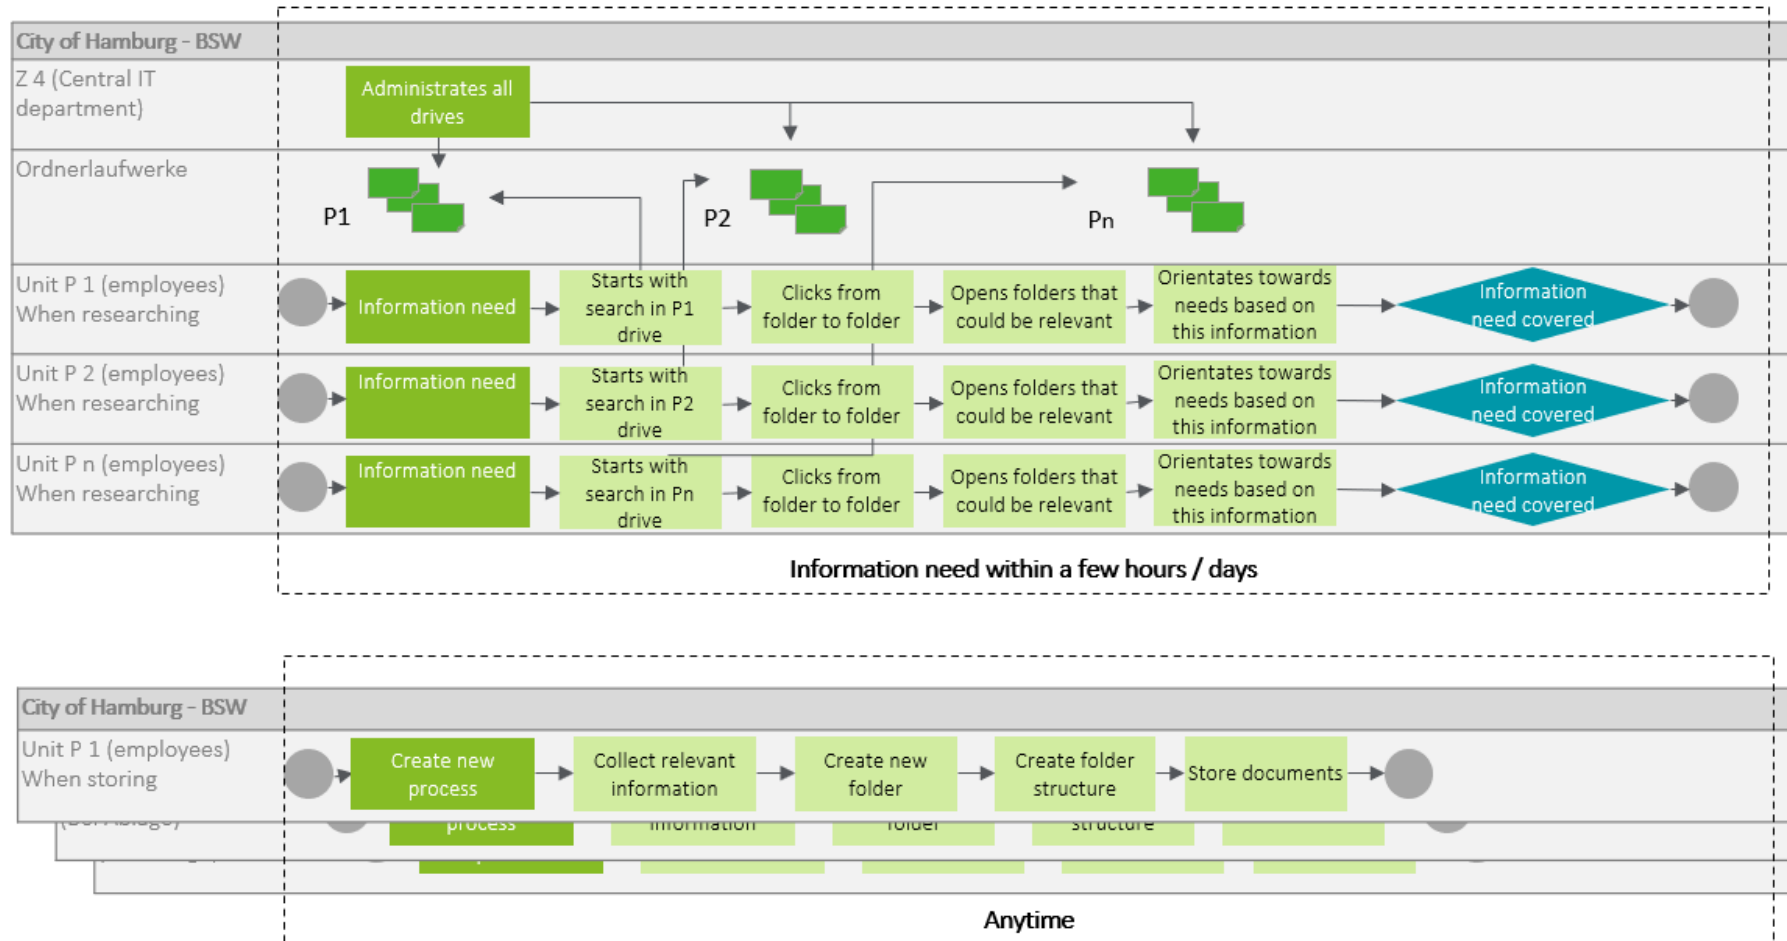 City of Hamburg - BSW
Z 4 (Central IT
department)
Administrates all
drives
Ordnerlaufwerke
P1
P2
Pn
Unit P 1 (employees)
When researching
Information need
Starts with
search in P1
drive
Clicks from
folder to folder
Opens folders that
could be relevant
Orientates towards
needs based on
this information
Information
need covered
Unit P 2 (employees)
When researching
Information need
Starts with
search in P2
drive
Clicks from
folder to folder
Opens folders that
could be relevant
Orientates towards
needs based on
this information
Information
need covered
Unit P n (employees)
When researching
Information need
Starts with
search in Pn
drive
Clicks from
folder to folder
Opens folders that
could be relevant
Orientates towards
needs based on
this information
Information
need covered
Information need within a few hours / days
City of Hamburg - BSW
Unit P 1 (employees)
When storing
Create new
process
Collect relevant
information
Create new
folder
Create folder
structure
Store documents
process
information
folder
structure
Anytime